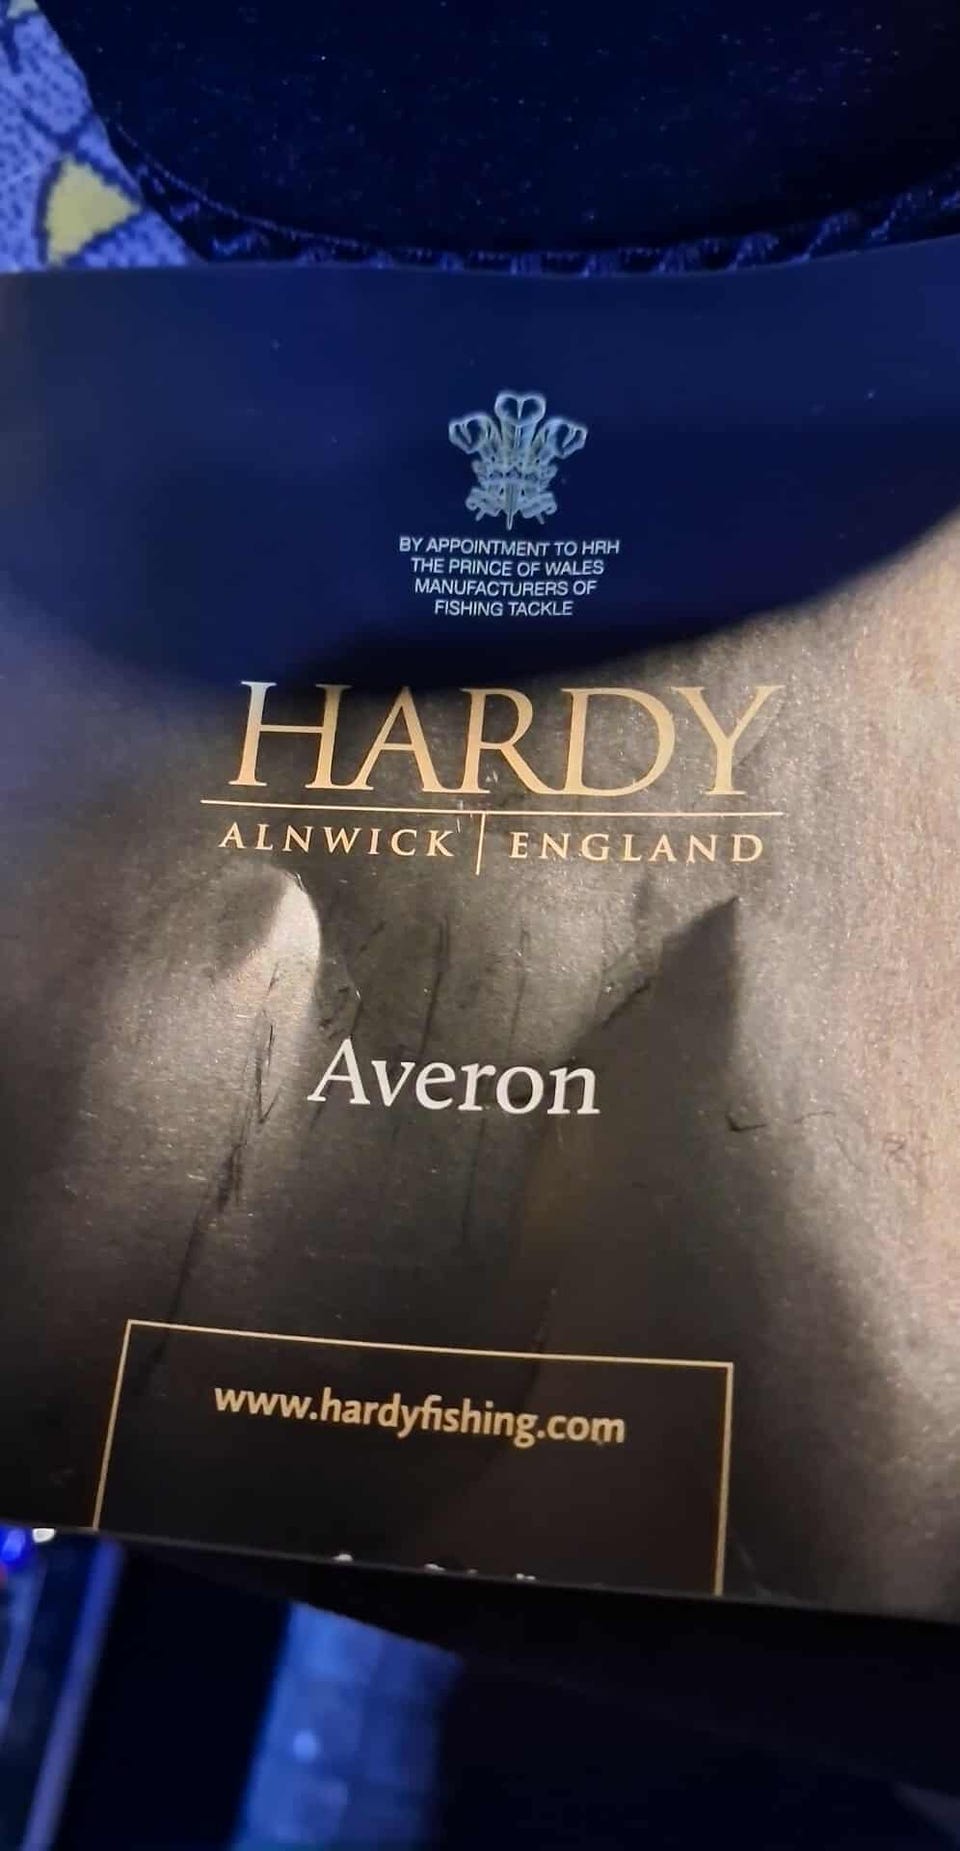 BY APPOINTMENT TO HRH
THE PRINCE OF WALES
MANUFACTURERS OF
FISHING TACKLE
HARDY
ALNWICK | ENGLAND
Averon
www.hardyfishing.com